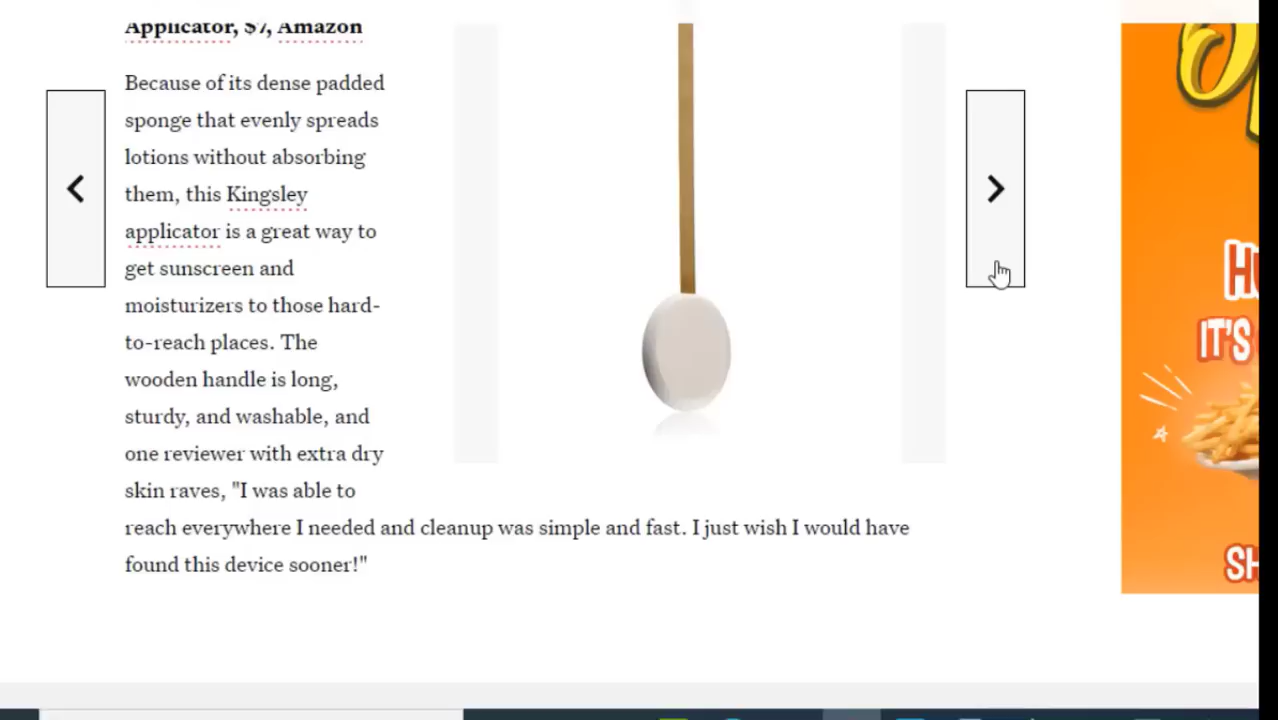 Applicator, $7, Amazon
Because of its dense padded
sponge that evenly spreads
lotions without absorbing
them, this Kingsley
applicator is a great way to
get sunscreen and
moisturizers to those hard-
to-reach places. The
wooden handle is long,
sturdy, and washable, and
one reviewer with extra dry
skin raves, "I was able to
reach everywhere I needed and cleanup was simple and fast. I just wish I would have
found this device sooner!"
IT'S